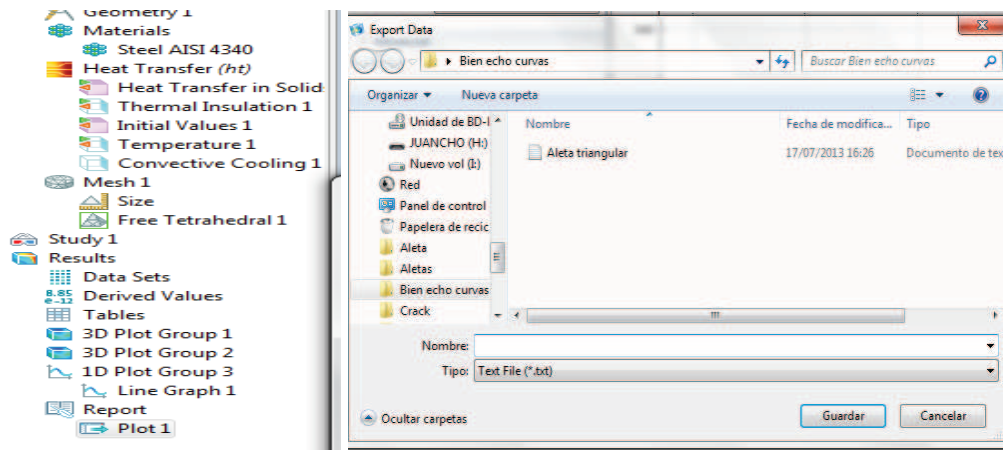 Geometry 1
Materials
Steel AISI 4340
Heat Transfer (ht)
Heat Transfer in Solid
Thermal Insulation 1
Initial Values 1
Temperature 1
Convective Cooling 1
Mesh 1
Size
Free Tetrahedral 1
Study 1
Results
Data Sets
8.85
e-12
Derived Values
Tables
3D Plot Group 1
3D Plot Group 2
1D Plot Group 3
Line Graph 1
Report
Plot 1
Export Data
Bien echo curvas
Buscar Bien echo curvas
Organizar
Nueva carpeta
Unidad de BD-I
JUANCHO (H:)
Nuevo vol (I:)
Red
Panel de control
Papelera de recic
Aleta
Aletas
Bien echo curvas
Crack
Nombre
Fecha de modifica...
Tipo
Aleta triangular
17/07/2013 16:26
Documento de tex
Nombre:
Tipo: Text File (*.txt)
Ocultar carpetas
Guardar
Cancelar